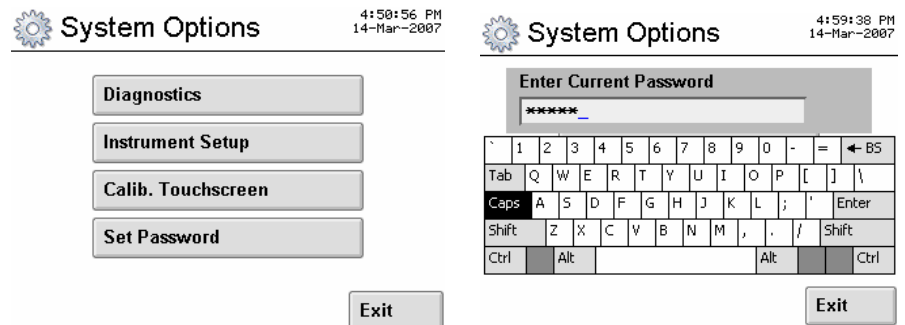 System Options
4:50:56 PM
14-Mar-2007
Diagnostics
Instrument Setup
Calib. Touchscreen
Set Password
Exit
System Options
4:59:38 PM
14-Mar-2007
Enter Current Password
*****_
` 1 2 3 4 5 6 7 8 9 0 - = ← BS
Tab Q W E R T Y U I O P [ ] \
Caps A S D F G H J K L ; ' Enter
Shift Z X C V B N M , . / Shift
Ctrl Alt Alt Ctrl
Exit